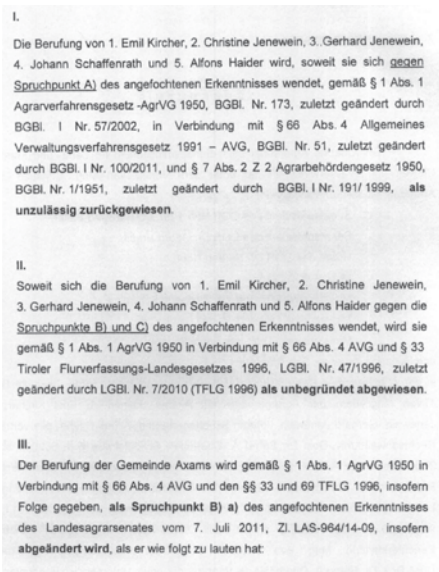 I.
Die Berufung von 1. Emil Kircher, 2. Christine Jenewein, 3..Gerhard Jenewein,
4. Johann Schaffenrath und 5. Alfons Haider wird, soweit sie sich gegen
Spruchpunkt A) des angefochtenen Erkenntnisses wendet, gemäß § 1 Abs. 1
Agrarverfahrensgesetz -AgrVG 1950, BGBl. Nr. 173, zuletzt geändert durch
BGBl. I Nr. 57/2002, in Verbindung mit § 66 Abs. 4 Allgemeines
Verwaltungsverfahrensgesetz 1991 – AVG, BGBl. Nr. 51, zuletzt geändert
durch BGBl. I Nr. 100/2011, und § 7 Abs. 2 Z 2 Agrarbehördengesetz 1950,
BGBl. Nr. 1/1951, zuletzt geändert durch BGBl. I Nr. 191/ 1999, als
unzulässig zurückgewiesen.
II.
Soweit sich die Berufung von 1. Emil Kircher, 2. Christine Jenewein,
3. Gerhard Jenewein, 4. Johann Schaffenrath und 5. Alfons Haider gegen die
Spruchpunkte B) und C) des angefochtenen Erkenntnisses wendet, wird sie
gemäß § 1 Abs. 1 AgrVG 1950 in Verbindung mit § 66 Abs. 4 AVG und § 33
Tiroler Flurverfassungs-Landesgesetzes 1996, LGBl. Nr. 47/1996, zuletzt
geändert durch LGBl. Nr. 7/2010 (TFLG 1996) als unbegründet abgewiesen.
III.
Der Berufung der Gemeinde Axams wird gemäß § 1 Abs. 1 AgrVG 1950 in
Verbindung mit § 66 Abs. 4 AVG und den §§ 33 und 69 TFLG 1996, insofern
Folge gegeben, als Spruchpunkt B) a) des angefochtenen Erkenntnisses
des Landesagrarsenates vom 7. Juli 2011, Zl. LAS-964/14-09, insofern
abgeändert wird, als er wie folgt zu lauten hat: